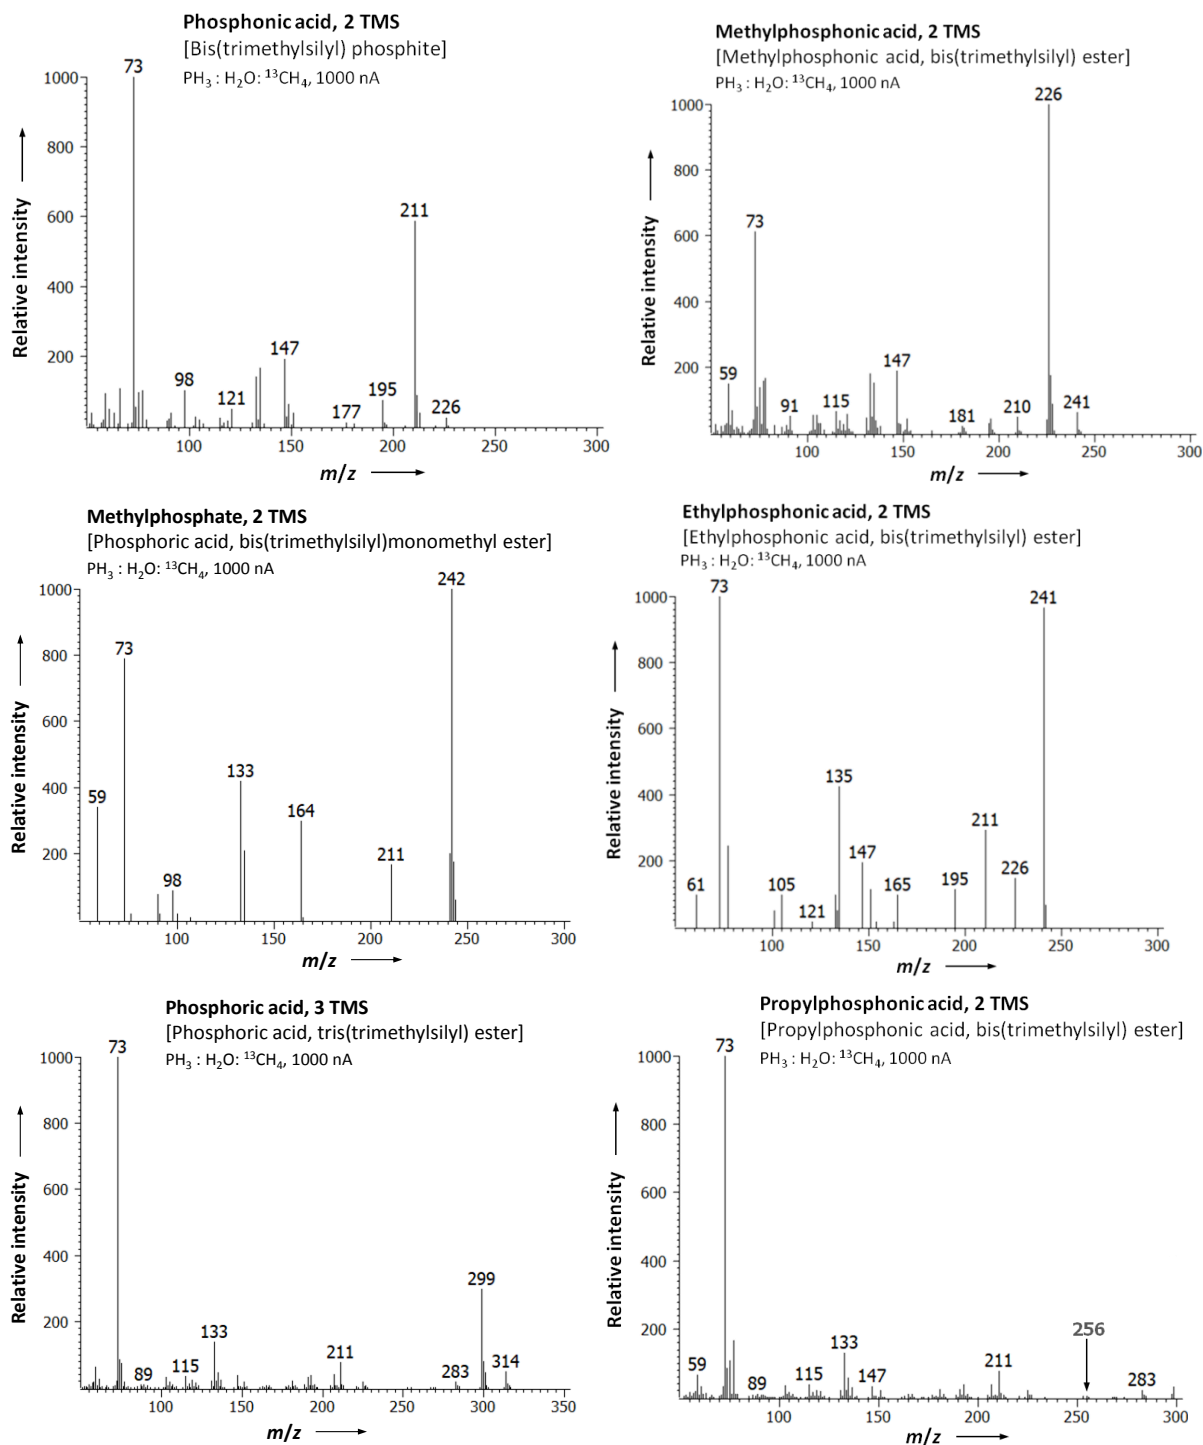 Phosphonic acid, 2 TMS
[Bis(trimethylsilyl) phosphite]
PH₃ : H₂O: ¹³CH₄, 1000 nA
Relative intensity
1000
800
600
400
200
73
98
121
147
177
195
211
226
100 150 200 250 300
m/z
Methylphosphonic acid, 2 TMS
[Methylphosphonic acid, bis(trimethylsilyl) ester]
PH₃ : H₂O: ¹³CH₄, 1000 nA
Relative intensity
1000
800
600
400
200
59
73
91
115
147
181
210
226
241
100 150 200 250 300
m/z
Methylphosphate, 2 TMS
[Phosphoric acid, bis(trimethylsilyl)monomethyl ester]
PH₃ : H₂O: ¹³CH₄, 1000 nA
Relative intensity
1000
800
600
400
200
59
73
98
133
164
211
242
100 150 200 250 300
m/z
Ethylphosphonic acid, 2 TMS
[Ethylphosphonic acid, bis(trimethylsilyl) ester]
PH₃ : H₂O: ¹³CH₄, 1000 nA
Relative intensity
1000
800
600
400
200
61
73
105
121
135
147
165
195
211
226
241
100 150 200 250 300
m/z
Phosphoric acid, 3 TMS
[Phosphoric acid, tris(trimethylsilyl) ester]
PH₃ : H₂O: ¹³CH₄, 1000 nA
Relative intensity
1000
800
600
400
200
73
89
115
133
211
283
299
314
100 150 200 250 300 350
m/z
Propylphosphonic acid, 2 TMS
[Propylphosphonic acid, bis(trimethylsilyl) ester]
PH₃ : H₂O: ¹³CH₄, 1000 nA
Relative intensity
1000
800
600
400
200
59
73
89
115
133
147
211
256
283
100 150 200 250 300
m/z